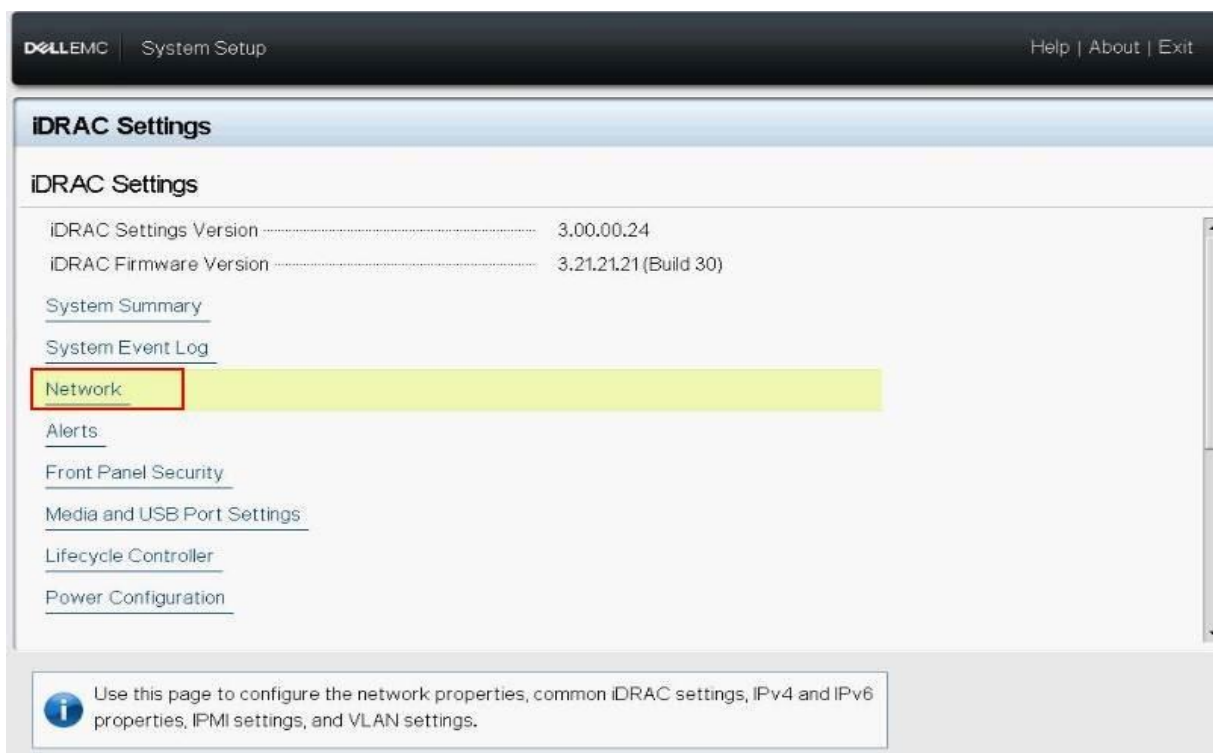 DELLEMC System Setup Help | About | Exit
iDRAC Settings
iDRAC Settings
iDRAC Settings Version 3.00.00.24
iDRAC Firmware Version 3.21.21.21 (Build 30)
System Summary
System Event Log
Network
Alerts
Front Panel Security
Media and USB Port Settings
Lifecycle Controller
Power Configuration
Use this page to configure the network properties, common iDRAC settings, IPv4 and IPv6
properties, IPMI settings, and VLAN settings.